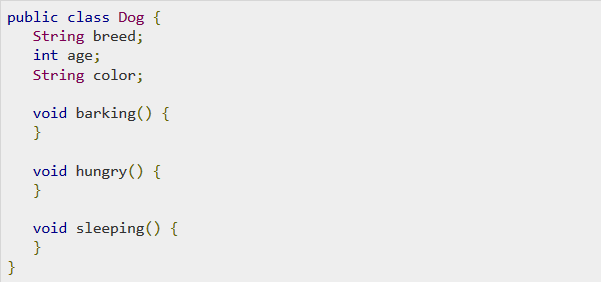 public class Dog {
   String breed;
   int age;
   String color;

   void barking() {
   }

   void hungry() {
   }

   void sleeping() {
   }
}